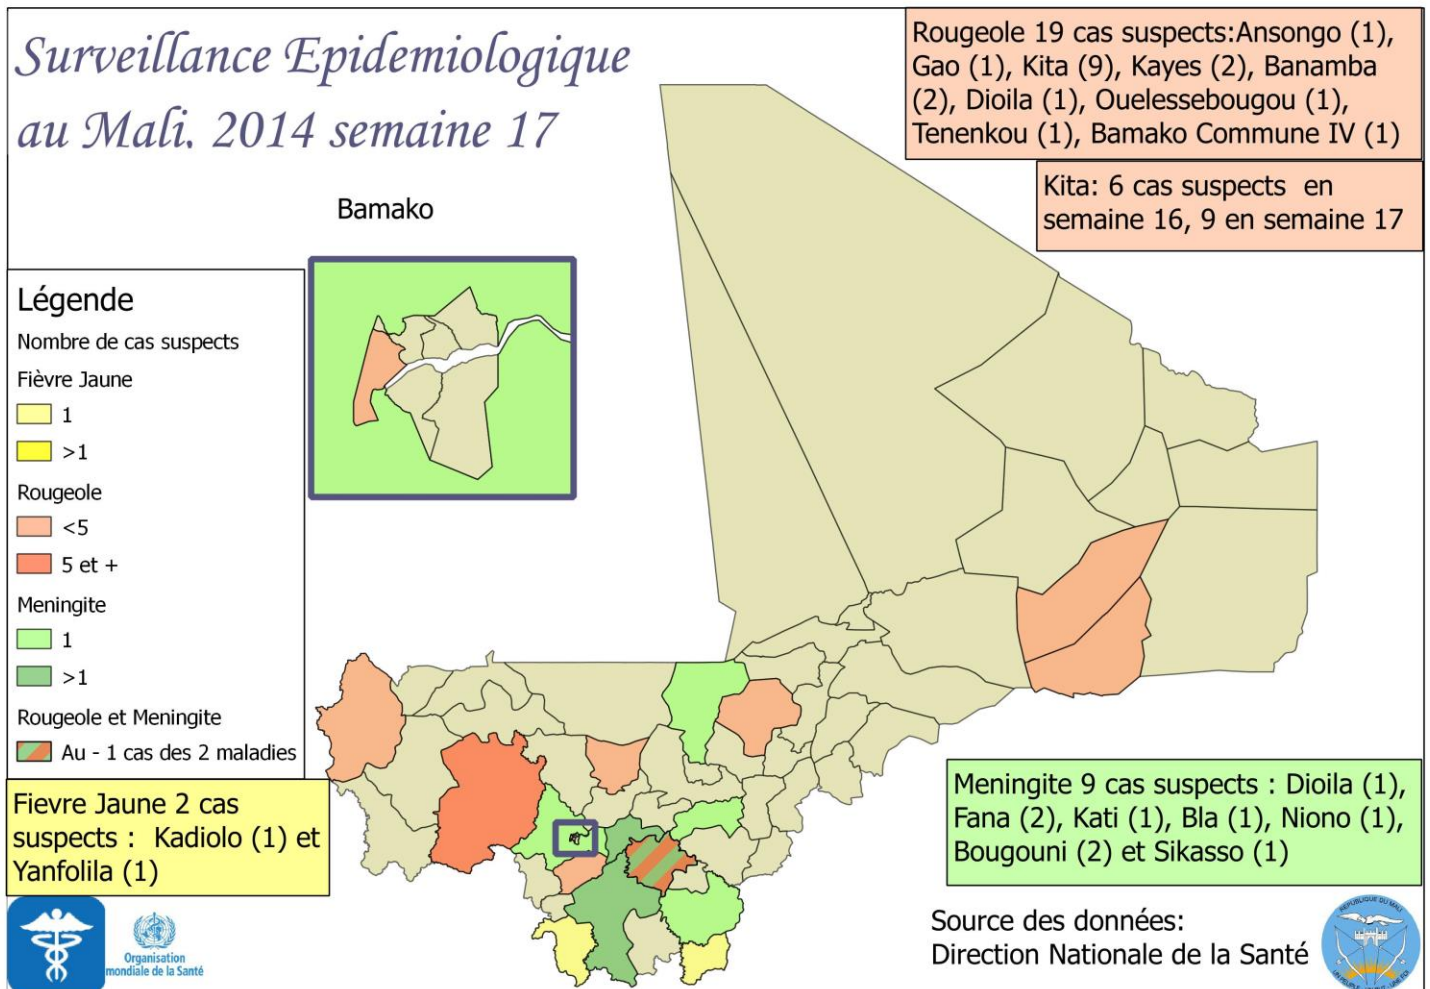 Surveillance Epidemiologique
au Mali. 2014 semaine 17
Rougeole 19 cas suspects:Ansongo (1),
Gao (1), Kita (9), Kayes (2), Banamba
(2), Dioila (1), Ouelessebougou (1),
Tenenkou (1), Bamako Commune IV (1)
Kita: 6 cas suspects en
semaine 16, 9 en semaine 17
Bamako
Légende
Nombre de cas suspects
Fièvre Jaune
1
>1
Rougeole
<5
5 et +
Meningite
1
>1
Rougeole et Meningite
Au - 1 cas des 2 maladies
Fievre Jaune 2 cas
suspects : Kadiolo (1) et
Yanfolila (1)
Meningite 9 cas suspects : Dioila (1),
Fana (2), Kati (1), Bla (1), Niono (1),
Bougouni (2) et Sikasso (1)
Organisation
mondiale de la Santé
Source des données:
Direction Nationale de la Santé
REPUBLIQUE DU MALI